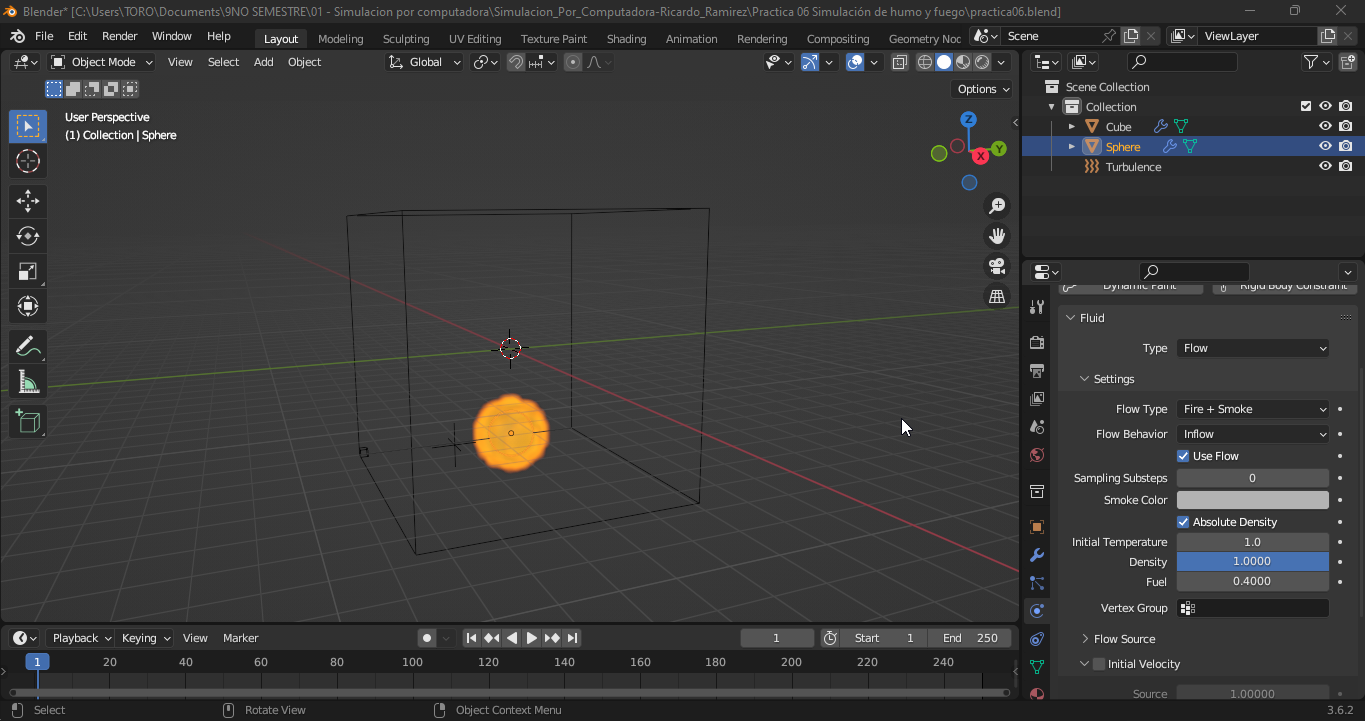 Blender* [C:\Users\TORO\Documents\9NO SEMESTRE\01 - Simulacion por computadora\Simulacion_Por_Computadora-Ricardo_Ramirez\Practica 06 Simulación de humo y fuego\practica06.blend]
File Edit Render Window Help Layout Modeling Sculpting UV Editing Texture Paint Shading Animation Rendering Compositing Geometry Noc Scene ViewLayer
Object Mode View Select Add Object Global
Options
User Perspective
(1) Collection | Sphere
Z
Y
X
Scene Collection
Collection
Cube
Sphere
Turbulence
Dynamic Paint Rigid Body Constraint
Fluid
Type Flow
Settings
Flow Type Fire + Smoke
Flow Behavior Inflow
Use Flow
Sampling Substeps 0
Smoke Color
Absolute Density
Initial Temperature 1.0
Density 1.0000
Fuel 0.4000
Vertex Group
Flow Source
Initial Velocity
Source 1.00000
Playback Keying View Marker 1 Start 1 End 250
1 20 40 60 80 100 120 140 160 180 200 220 240
Select Rotate View Object Context Menu 3.6.2